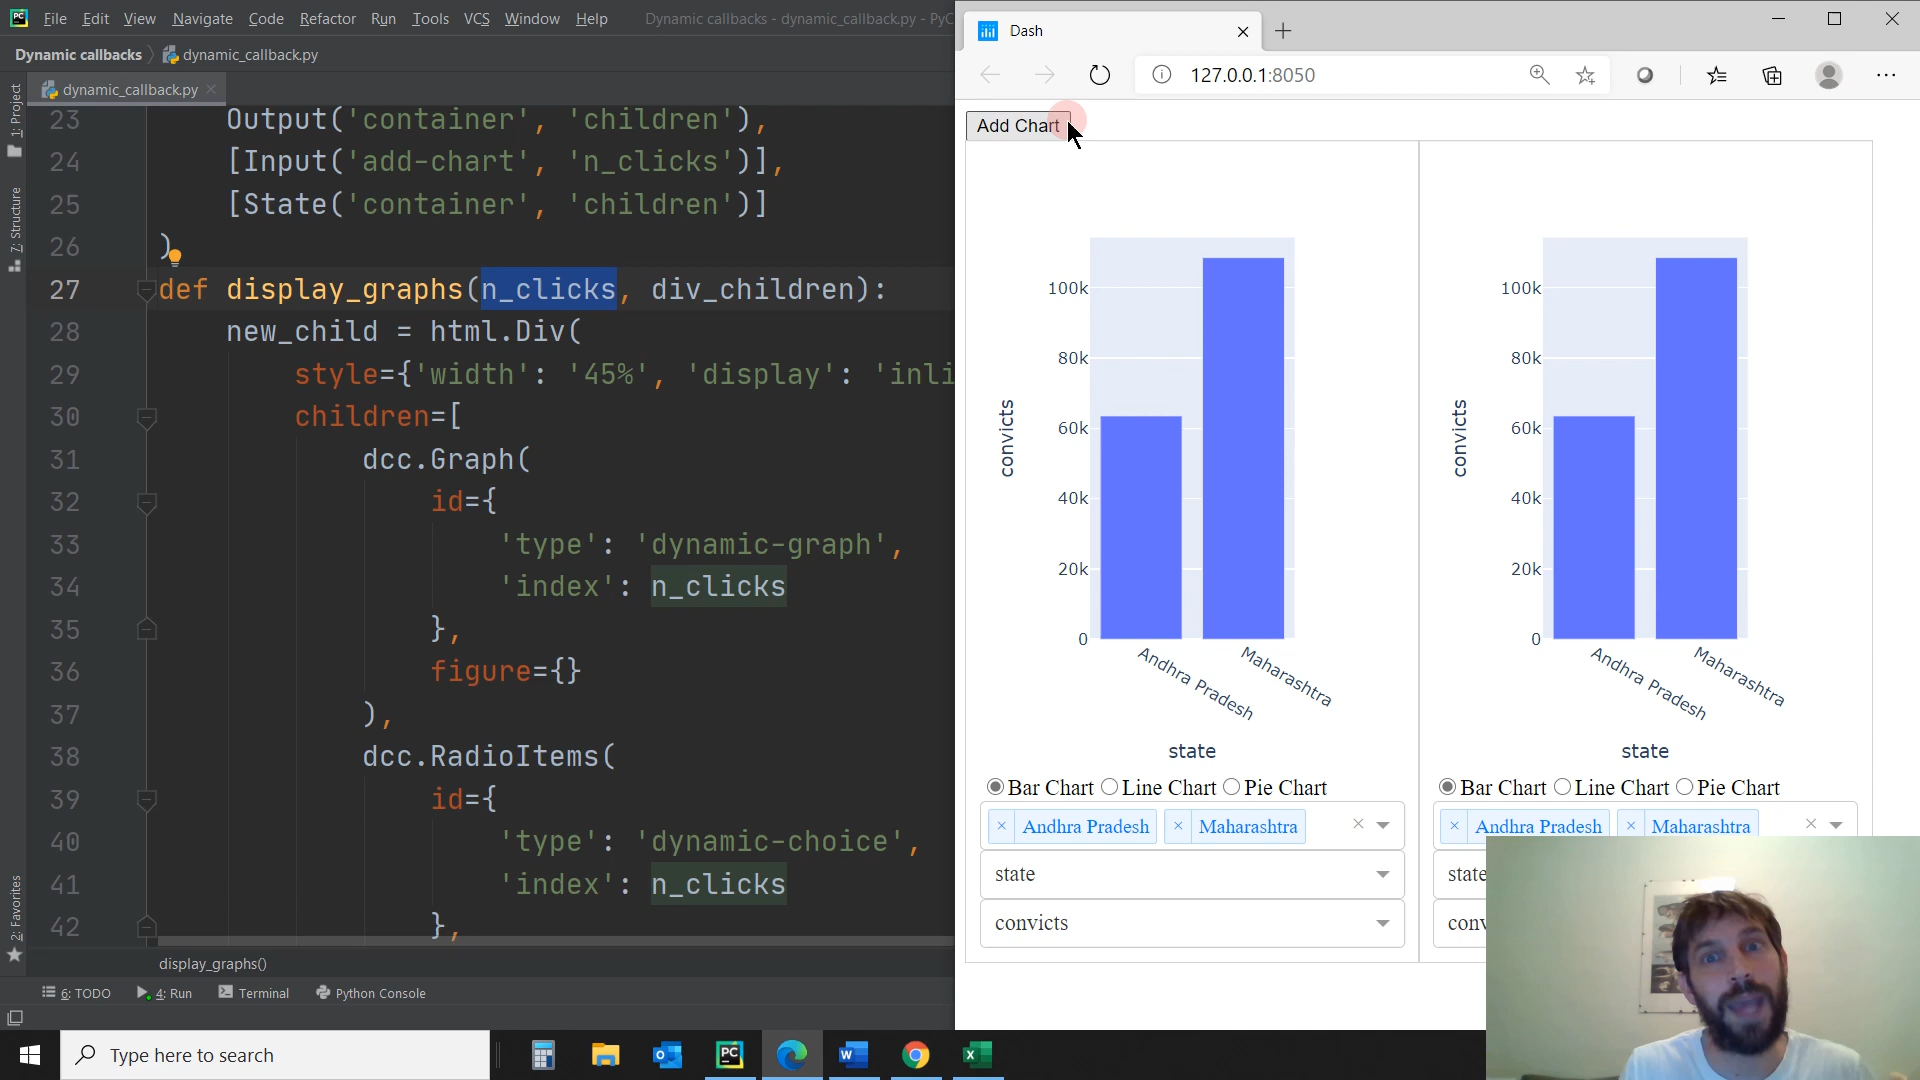 File Edit View Navigate Code Refactor Run Tools VCS Window Help Dynamic callbacks - dynamic_callback.py - PyC
Dynamic callbacks dynamic_callback.py
dynamic_callback.py
1: Project
7: Structure
2: Favorites
23 Output('container', 'children'),
24 [Input('add-chart', 'n_clicks')],
25 [State('container', 'children')]
26 )
27 def display_graphs(n_clicks, div_children):
28 new_child = html.Div(
29 style={'width': '45%', 'display': 'inli
30 children=[
31 dcc.Graph(
32 id={
33 'type': 'dynamic-graph',
34 'index': n_clicks
35 },
36 figure={}
37 ),
38 dcc.RadioItems(
39 id={
40 'type': 'dynamic-choice',
41 'index': n_clicks
42 },
display_graphs()
6: TODO 4: Run Terminal Python Console
Type here to search
PC
Dash
127.0.0.1:8050
Add Chart
convicts
100k
80k
60k
40k
20k
0
Andhra Pradesh
Maharashtra
state
Bar Chart Line Chart Pie Chart
× Andhra Pradesh × Maharashtra ×
state
convicts
convicts
100k
80k
60k
40k
20k
0
Andhra Pradesh
Maharashtra
state
Bar Chart Line Chart Pie Chart
× Andhra Pradesh × Maharashtra ×
state
conv